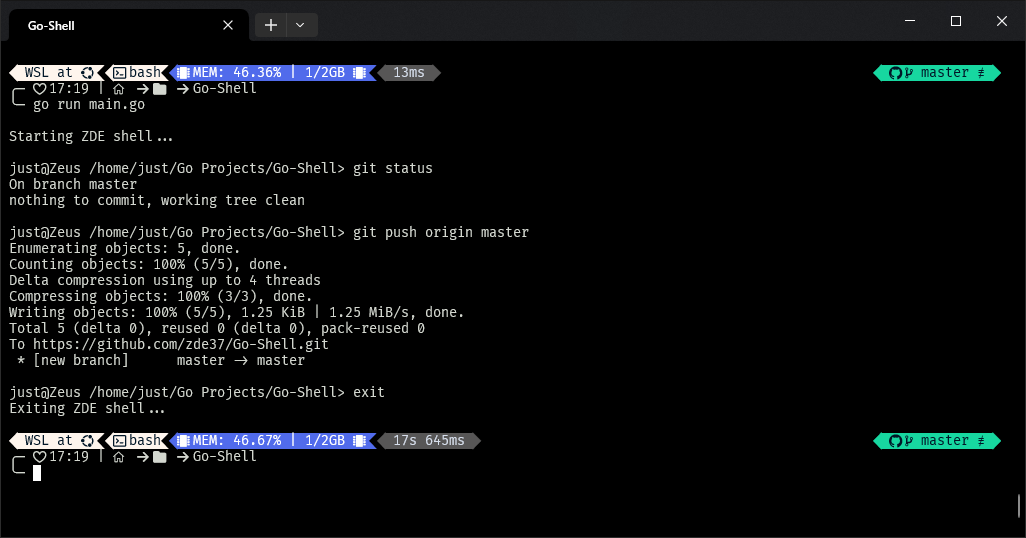 Go-Shell
WSL at bash MEM: 46.36% | 1/2GB 13ms master ≢
17:19 | Go-Shell
go run main.go
Starting ZDE shell...
just@Zeus /home/just/Go Projects/Go-Shell> git status
On branch master
nothing to commit, working tree clean
just@Zeus /home/just/Go Projects/Go-Shell> git push origin master
Enumerating objects: 5, done.
Counting objects: 100% (5/5), done.
Delta compression using up to 4 threads
Compressing objects: 100% (3/3), done.
Writing objects: 100% (5/5), 1.25 KiB | 1.25 MiB/s, done.
Total 5 (delta 0), reused 0 (delta 0), pack-reused 0
To https://github.com/zde37/Go-Shell.git
* [new branch] master -> master
just@Zeus /home/just/Go Projects/Go-Shell> exit
Exiting ZDE shell...
WSL at bash MEM: 46.67% | 1/2GB 17s 645ms master ≢
17:19 | Go-Shell